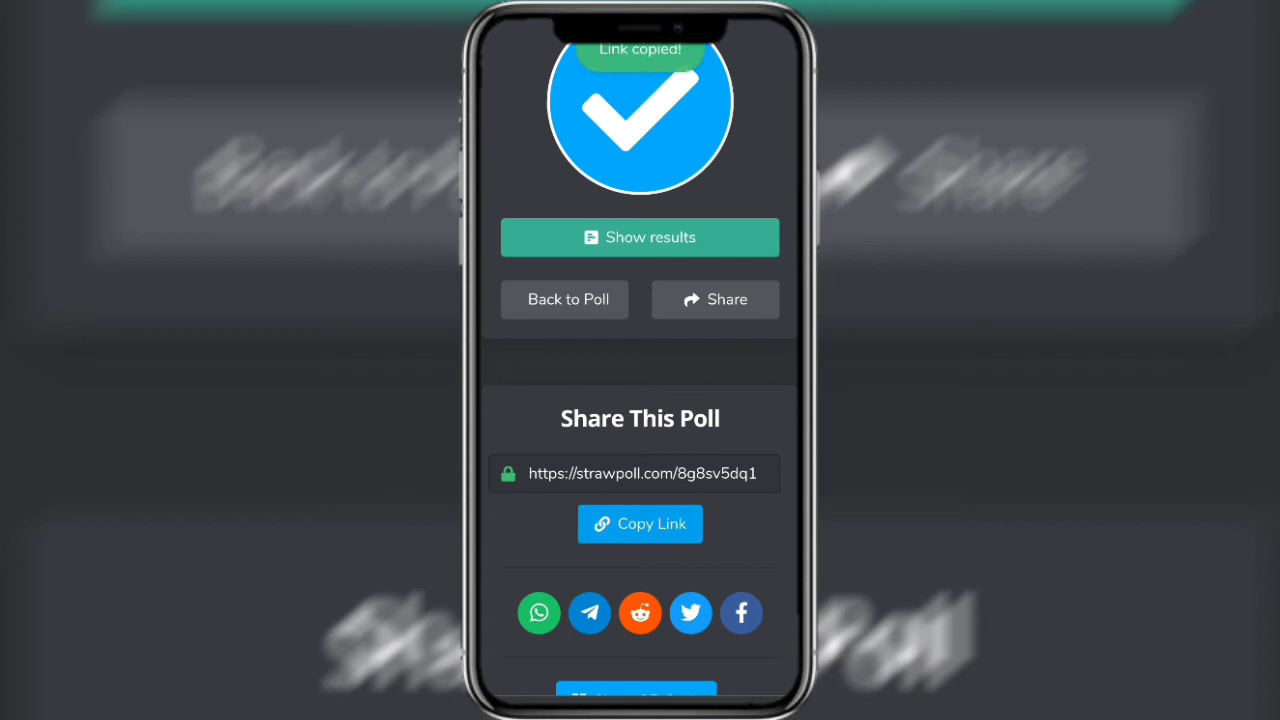 Link copied!
Show results
Back to Poll
Share
Share This Poll
https://strawpoll.com/8g8sv5dq1
Copy Link